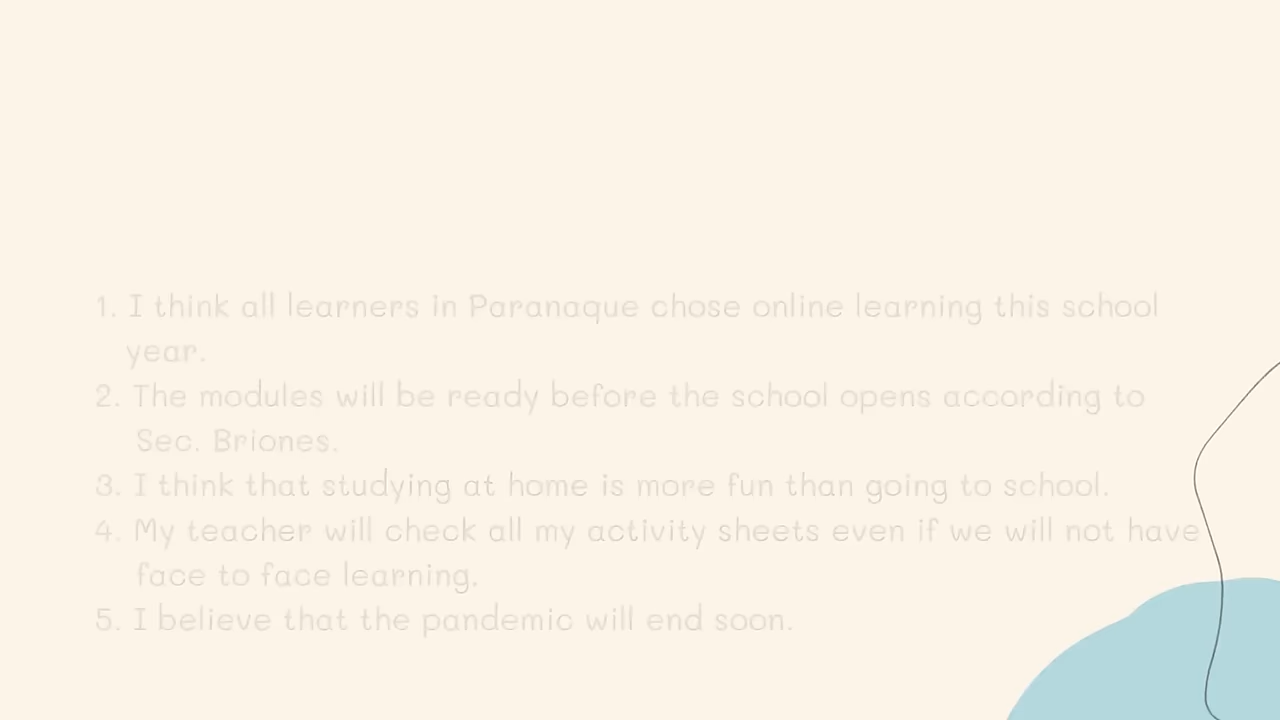 1. I think all learners in Paranaque chose online learning this school
year.
2. The modules will be ready before the school opens according to
Sec. Briones.
3. I think that studying at home is more fun than going to school.
4. My teacher will check all my activity sheets even if we will not have
face to face learning.
5. I believe that the pandemic will end soon.